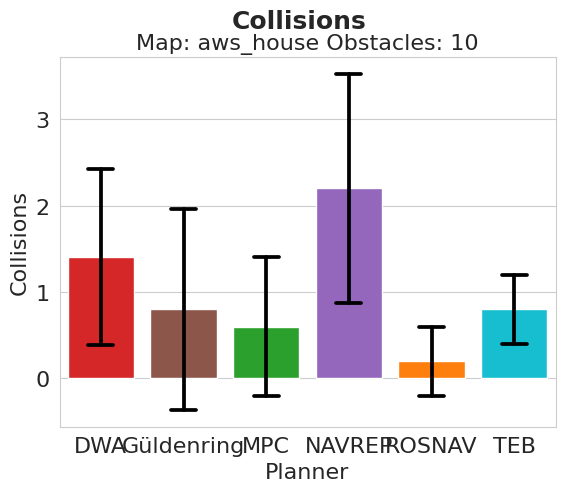 Collisions
Map: aws_house Obstacles: 10
Collisions
3
2
1
0
DWA Güldenring MPC NAVREP ROSNAV TEB
Planner